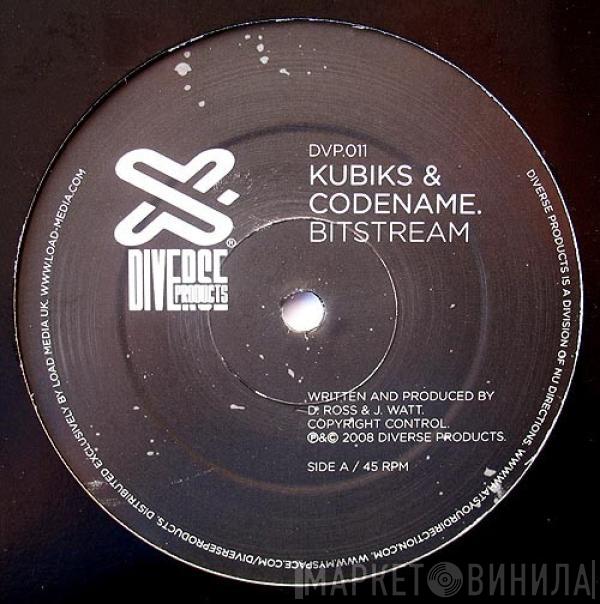 DVP.011
KUBIKS &
CODENAME.
BITSTREAM
DIVERSE
PRODUCTS
®
WRITTEN AND PRODUCED BY
D. ROSS & J. WATT.
COPYRIGHT CONTROL.
℗&© 2008 DIVERSE PRODUCTS.
SIDE A / 45 RPM
DIVERSE PRODUCTS IS A DIVISION OF NU DIRECTIONS. WWW.WHATSYOURDIRECTION.COM. WWW.MYSPACE.COM/DIVERSEPRODUCTS. DISTRIBUTED EXCLUSIVELY BY LOAD MEDIA UK. WWW.LOAD-MEDIA.COM
МАРКЕТ ВИНИЛА